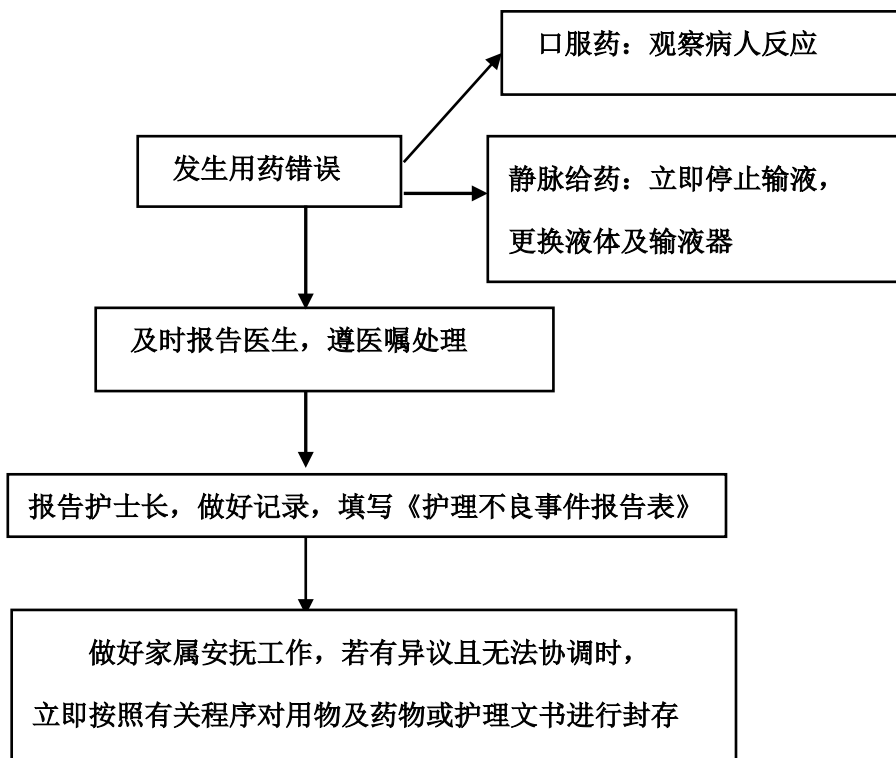 口服药：观察病人反应
发生用药错误
静脉给药：立即停止输液，
更换液体及输液器
及时报告医生，遵医嘱处理
报告护士长，做好记录，填写《护理不良事件报告表》
做好家属安抚工作，若有异议且无法协调时，
立即按照有关程序对用物及药物或护理文书进行封存